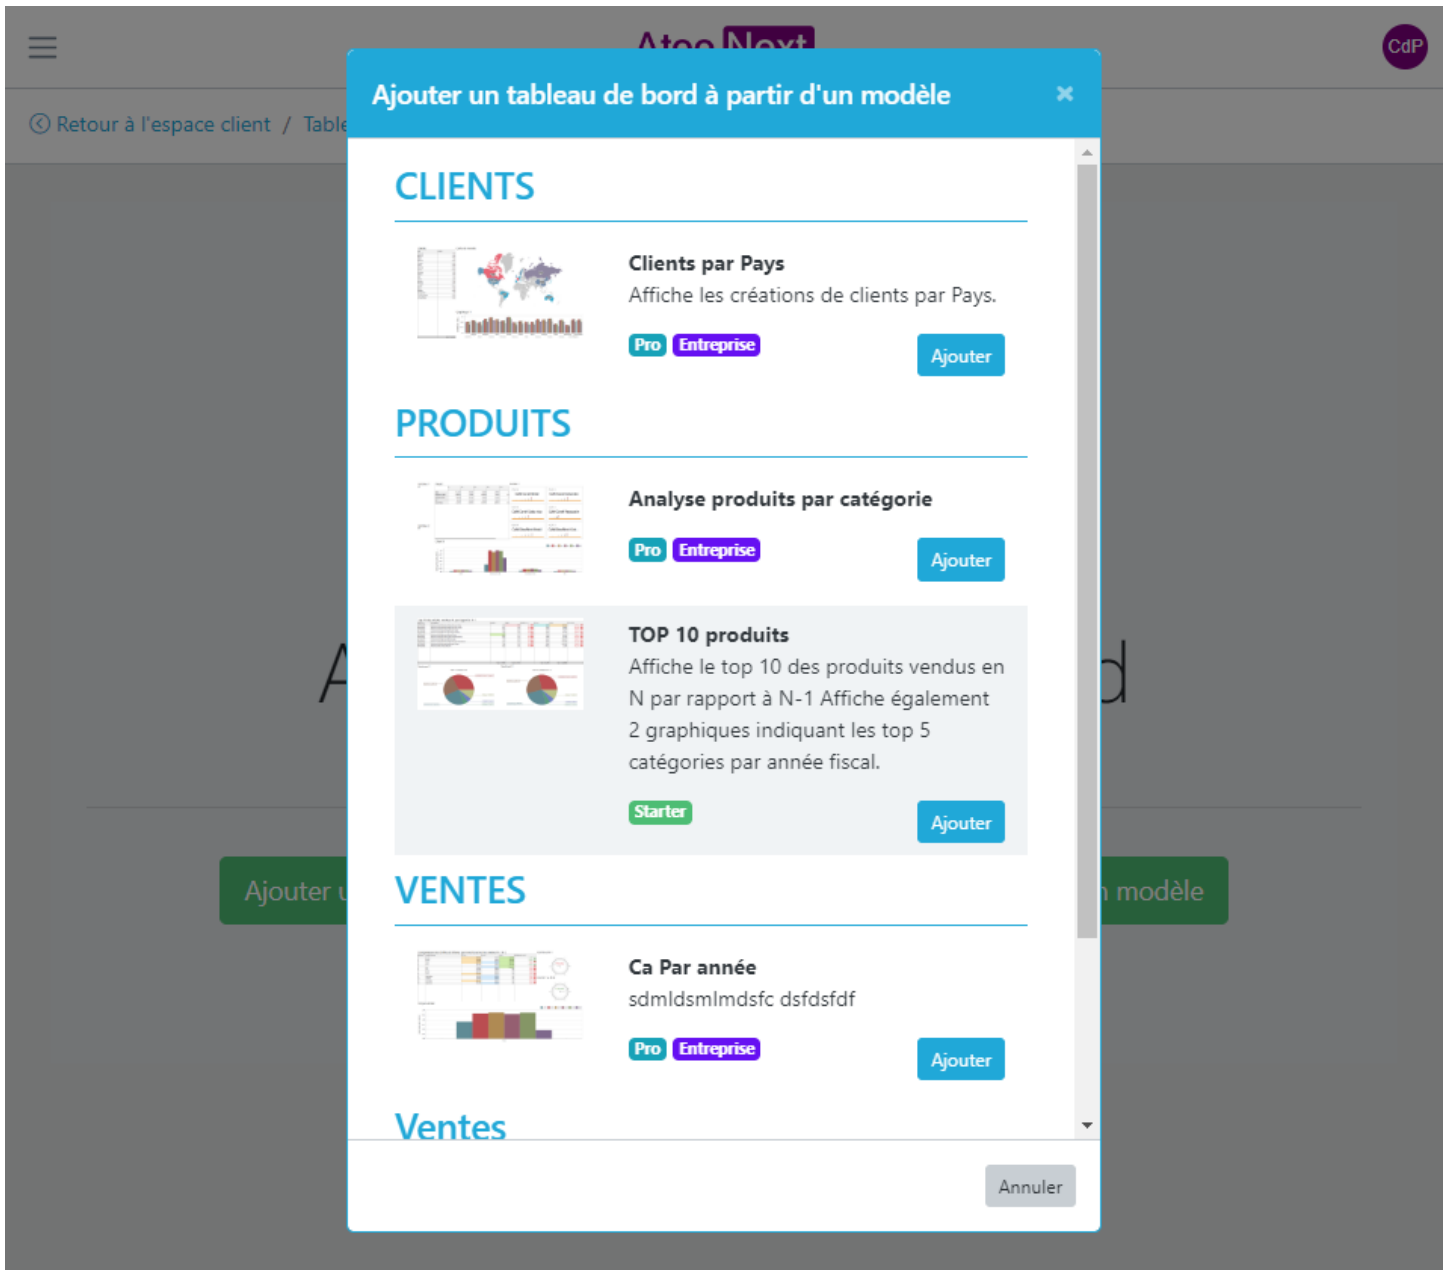 Atoo Next
CdP
Ajouter un tableau de bord à partir d'un modèle
×
Retour à l'espace client / Table
CLIENTS
Clients par Pays
Affiche les créations de clients par Pays.
Pro Entreprise
Ajouter
PRODUITS
Analyse produits par catégorie
Pro Entreprise
Ajouter
TOP 10 produits
Affiche le top 10 des produits vendus en
N par rapport à N-1 Affiche également
2 graphiques indiquant les top 5
catégories par année fiscal.
Starter
Ajouter
A
d
Ajouter u
n modèle
VENTES
Ca Par année
sdmldsmlmdsfc dsfdsfdf
Pro Entreprise
Ajouter
Ventes
Annuler